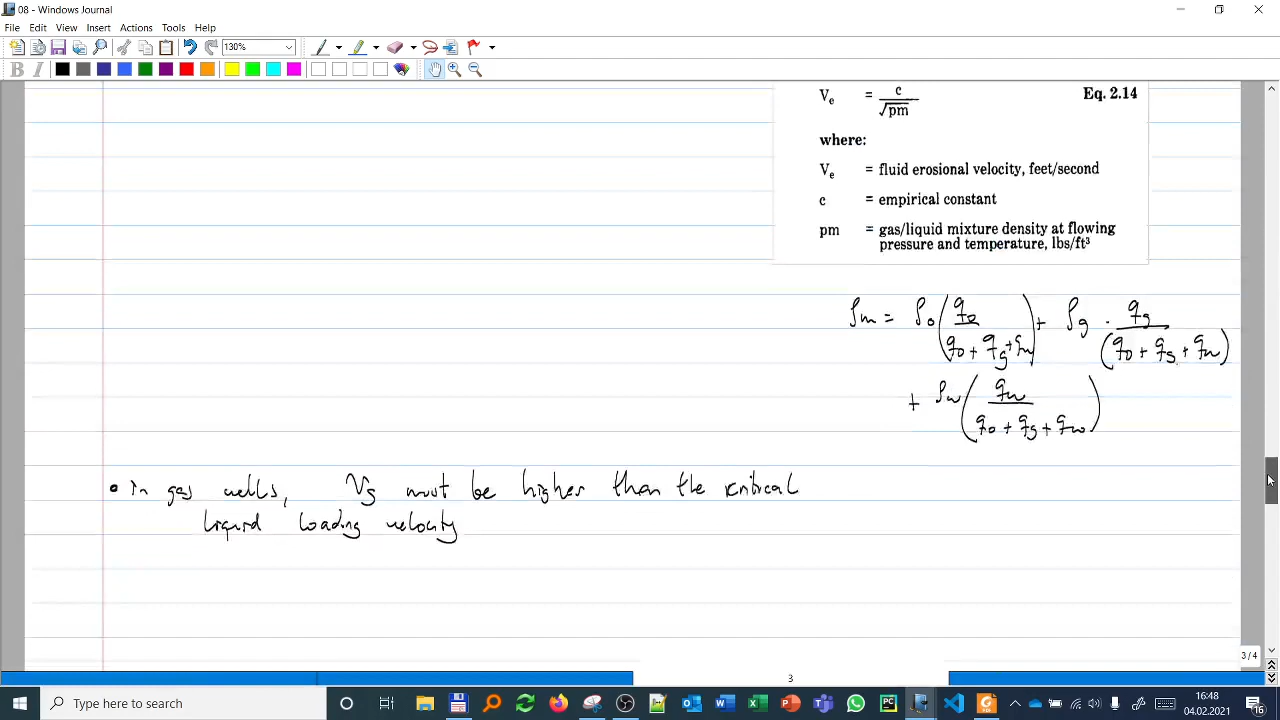 08 - Windows Journal
File Edit View Insert Actions Tools Help
130%
B I
Ve = c / √pm Eq. 2.14
where:
Ve = fluid erosional velocity, feet/second
c = empirical constant
pm = gas/liquid mixture density at flowing
pressure and temperature, lbs/ft³
ρm = ρo (qo / (qo + qg + qw)) + ρg · qg / (qo + qg + qw)
+ ρw (qw / (qo + qg + qw))
• In gas wells, Vg must be higher than the critical
liquid loading velocity
3/4
3
Type here to search
16:48
04.02.2021